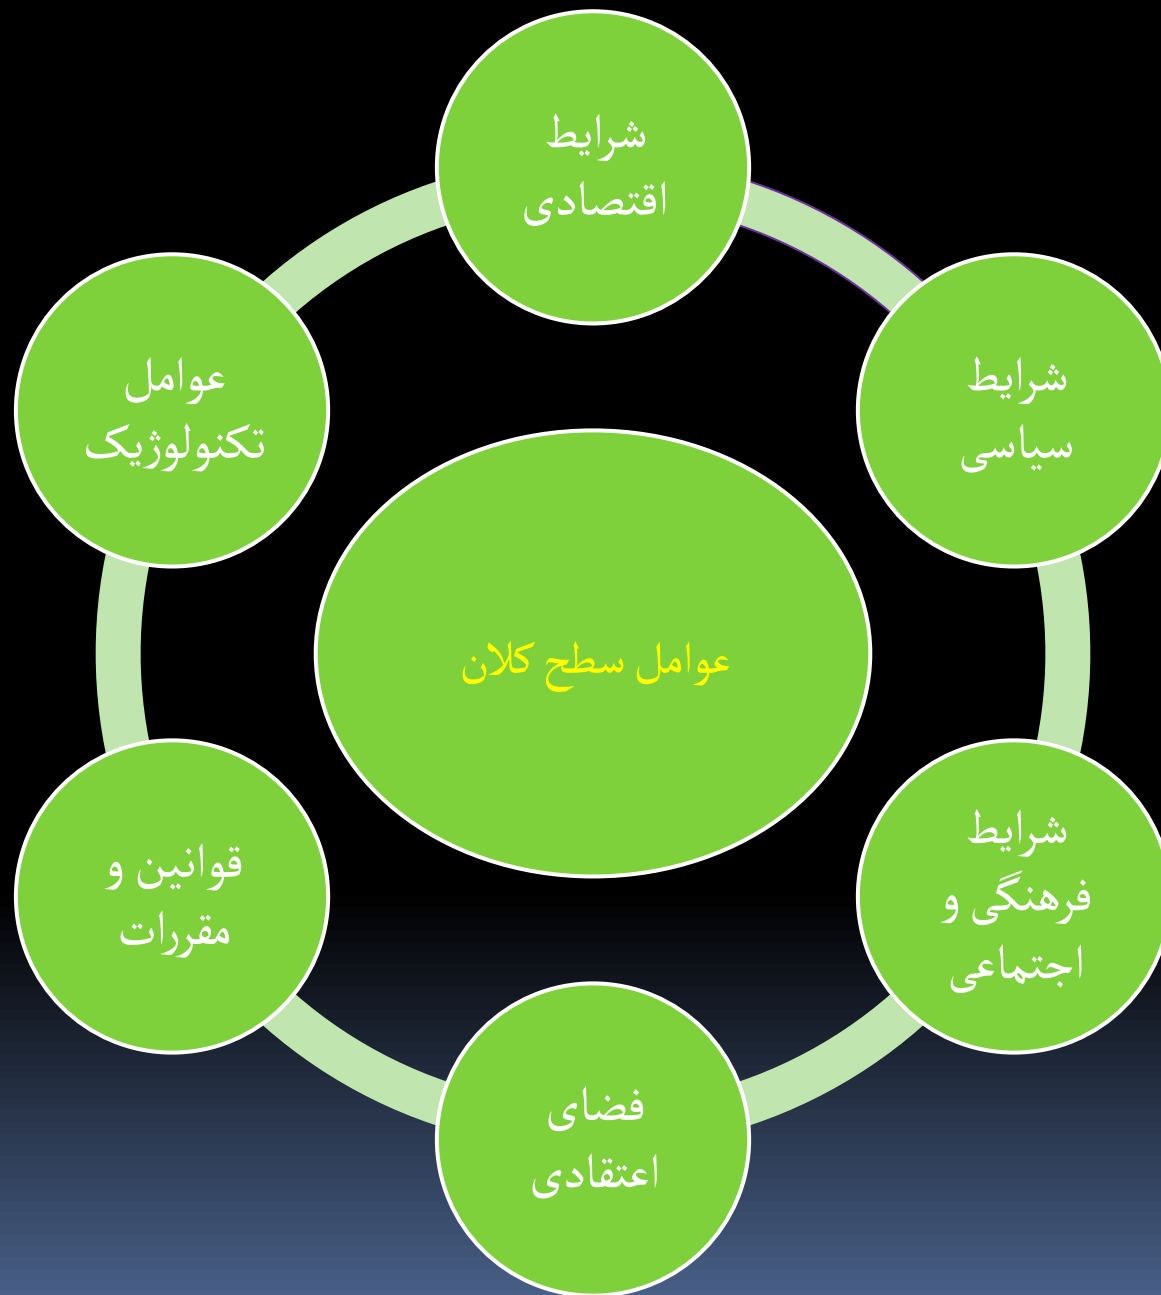 شرایط
اقتصادی
شرایط
سیاسی
شرایط
فرهنگی و
اجتماعی
فضای
اعتقادی
قوانین و
مقررات
عوامل
تکنولوژیک
عوامل سطح کلان